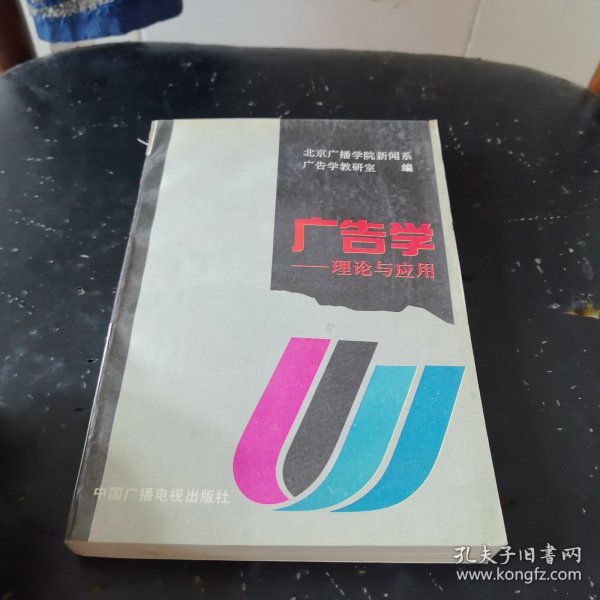 北京广播学院新闻系
广告学教研室 编
广告学
——理论与应用
中国广播电视出版社
孔夫子旧书网
www.kongfz.com